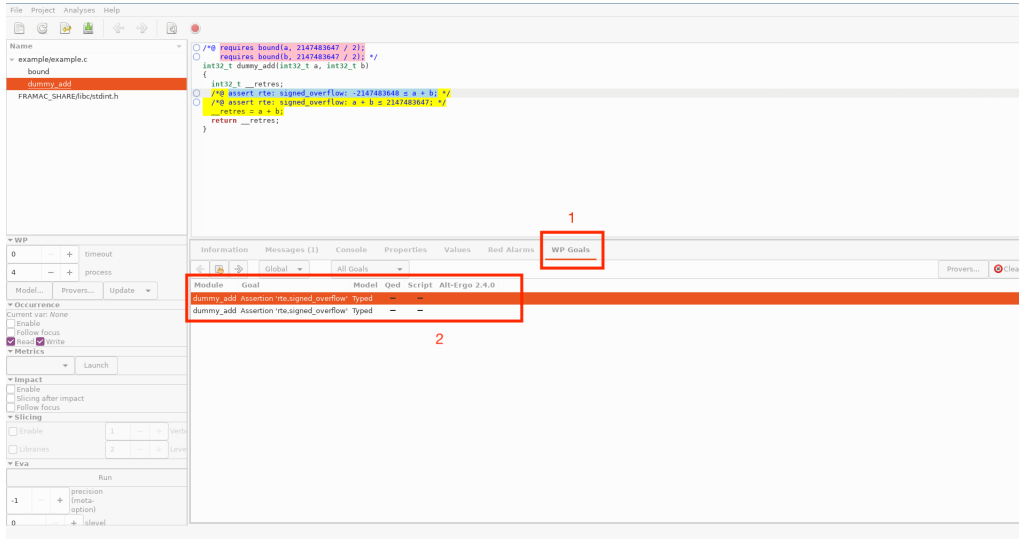 File Project Analyses Help
Name
example/example.c
bound
dummy_add
FRAMAC_SHARE/libc/stdint.h
/*@ requires bound(a, 2147483647 / 2);
requires bound(b, 2147483647 / 2); */
int32_t dummy_add(int32_t a, int32_t b)
{
int32_t __retres;
/*@ assert rte: signed_overflow: -2147483648 ≤ a + b; */
/*@ assert rte: signed_overflow: a + b ≤ 2147483647; */
__retres = a + b;
return __retres;
}
1
WP
0 − + timeout
4 − + process
Model... Provers... Update
Occurrence
Current var: None
Enable
Follow focus
Read Write
Metrics
Launch
Impact
Enable
Slicing after impact
Follow focus
Slicing
Enable 1 − + Verb
Libraries 2 − + Leve
Eva
Run
-1 − + precision
(meta-
option)
0 − + slevel
Information Messages (1) Console Properties Values Red Alarms WP Goals
Global All Goals Provers... Clea
Module Goal Model Qed Script Alt-Ergo 2.4.0
dummy_add Assertion 'rte,signed_overflow' Typed − −
dummy_add Assertion 'rte,signed_overflow' Typed − −
2